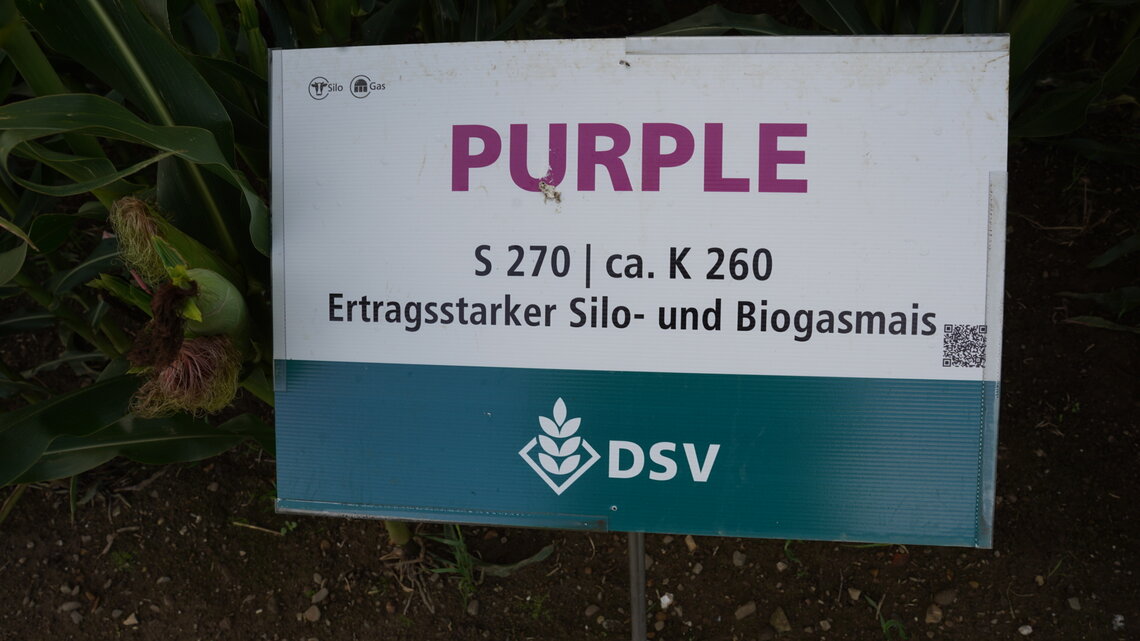 Silo Gas
PURPLE
S 270 | ca. K 260
Ertragsstarker Silo- und Biogasmais
DSV